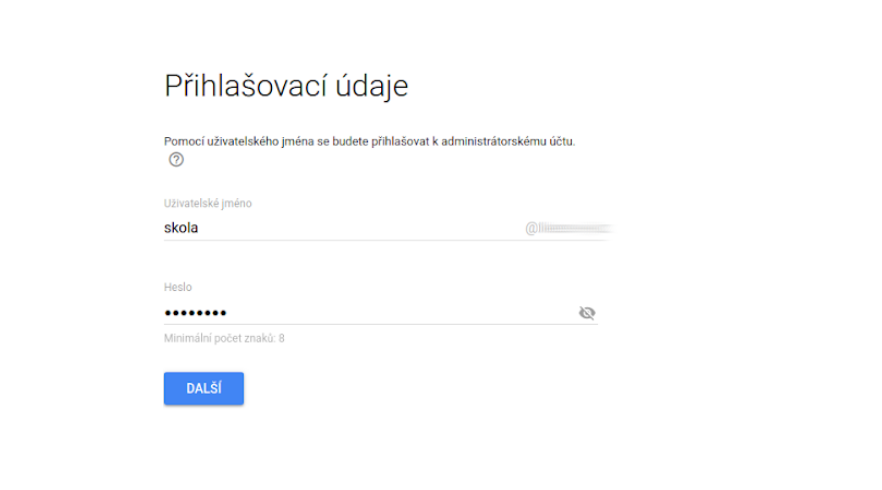 Přihlašovací údaje
Pomocí uživatelského jména se budete přihlašovat k administrátorskému účtu.
Uživatelské jméno
skola
Heslo
••••••••
Minimální počet znaků: 8
DALŠÍ